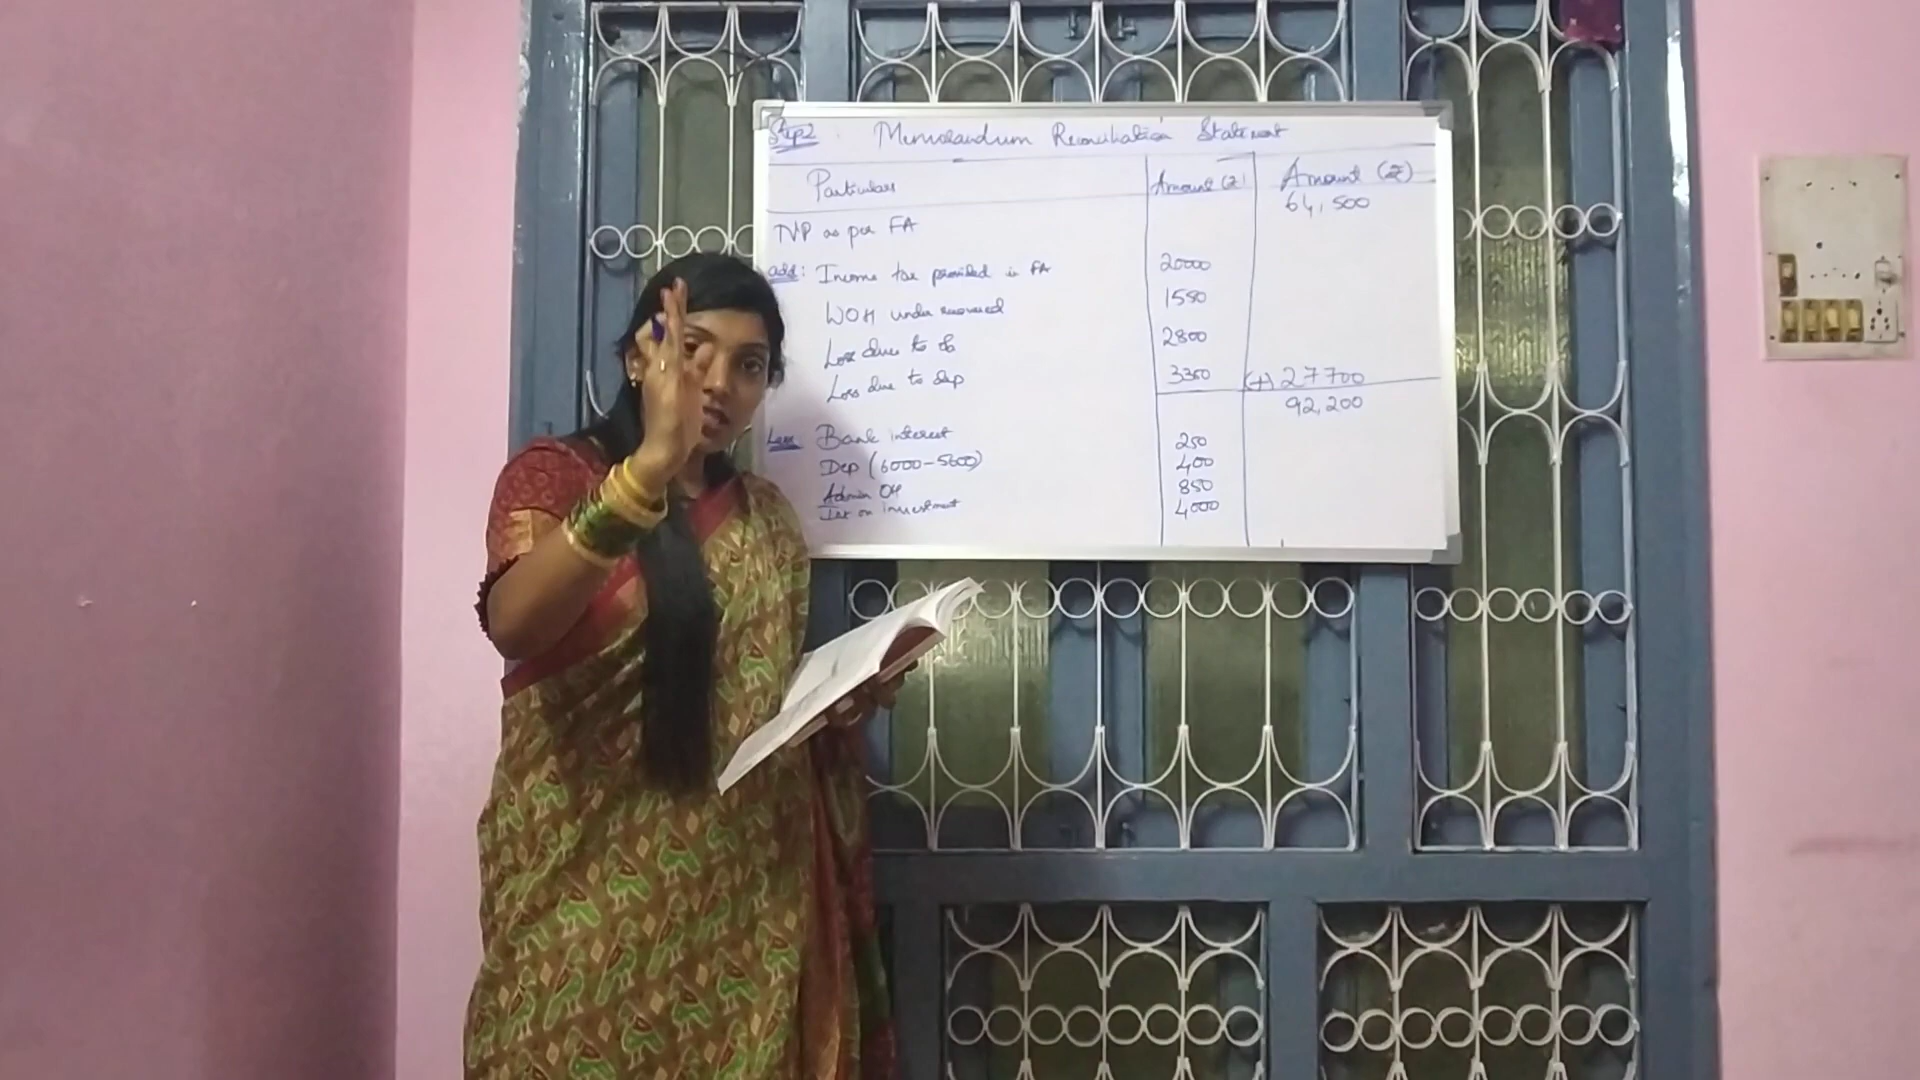 Step2 : Memorandum Reconciliation Statement
Particulars Amount (₹) Amount (₹)
NP as per FA 64,500
add: Income tax provided in FA 20000
WOH under recovered 1550
Loss due to ob 2800
Loss due to dep 3350 (+) 27700
92,200
Less Bank interest 250
Dep (6000-5600) 400
Admin OH 850
Int on investment 4000